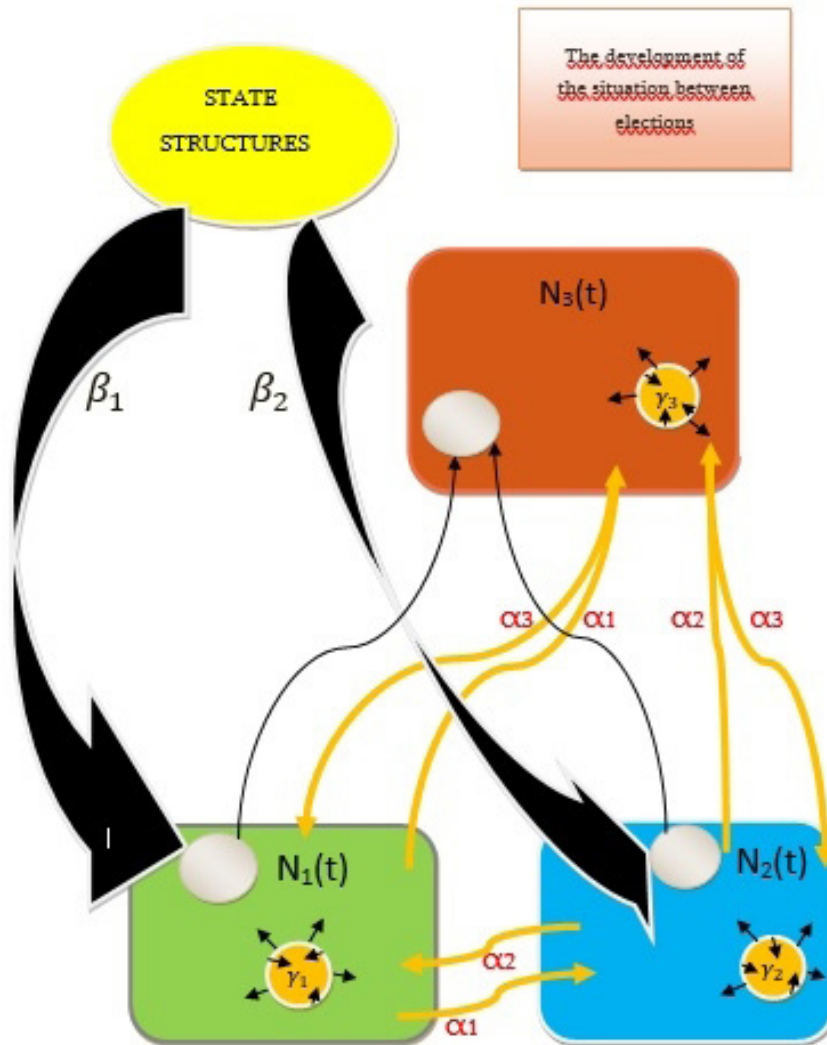 STATE
STRUCTURES
The development of
the situation between
elections
N₃(t)
β₁
β₂
γ₃
α3
α1
α2
α3
N₁(t)
N₂(t)
γ₁
α2
γ₂
α1